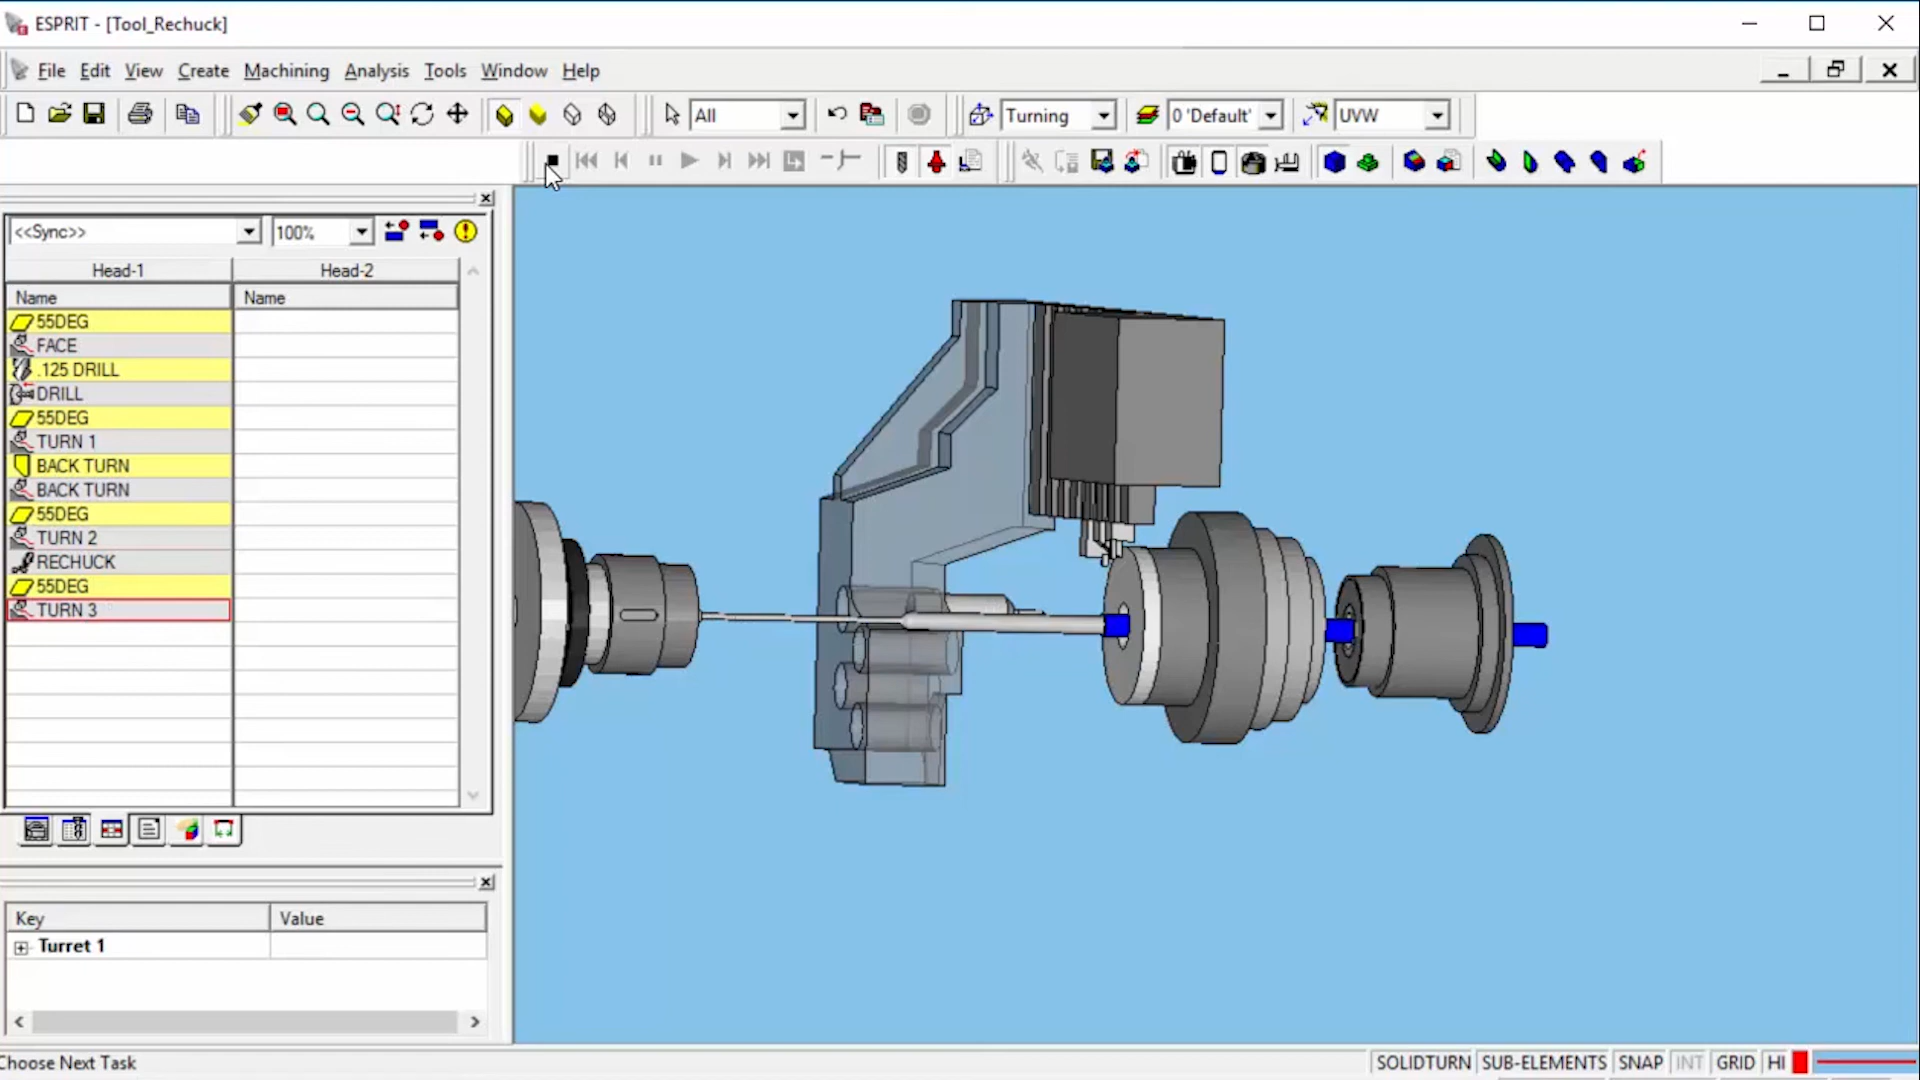 ESPRIT - [Tool_Rechuck]
File Edit View Create Machining Analysis Tools Window Help
All Turning 0 'Default' UVW
<<Sync>> 100%
Head-1 Head-2
Name Name
55DEG
FACE
.125 DRILL
DRILL
55DEG
TURN 1
BACK TURN
BACK TURN
55DEG
TURN 2
RECHUCK
55DEG
TURN 3
Key Value
Turret 1
Choose Next Task SOLIDTURN SUB-ELEMENTS SNAP INT GRID HI